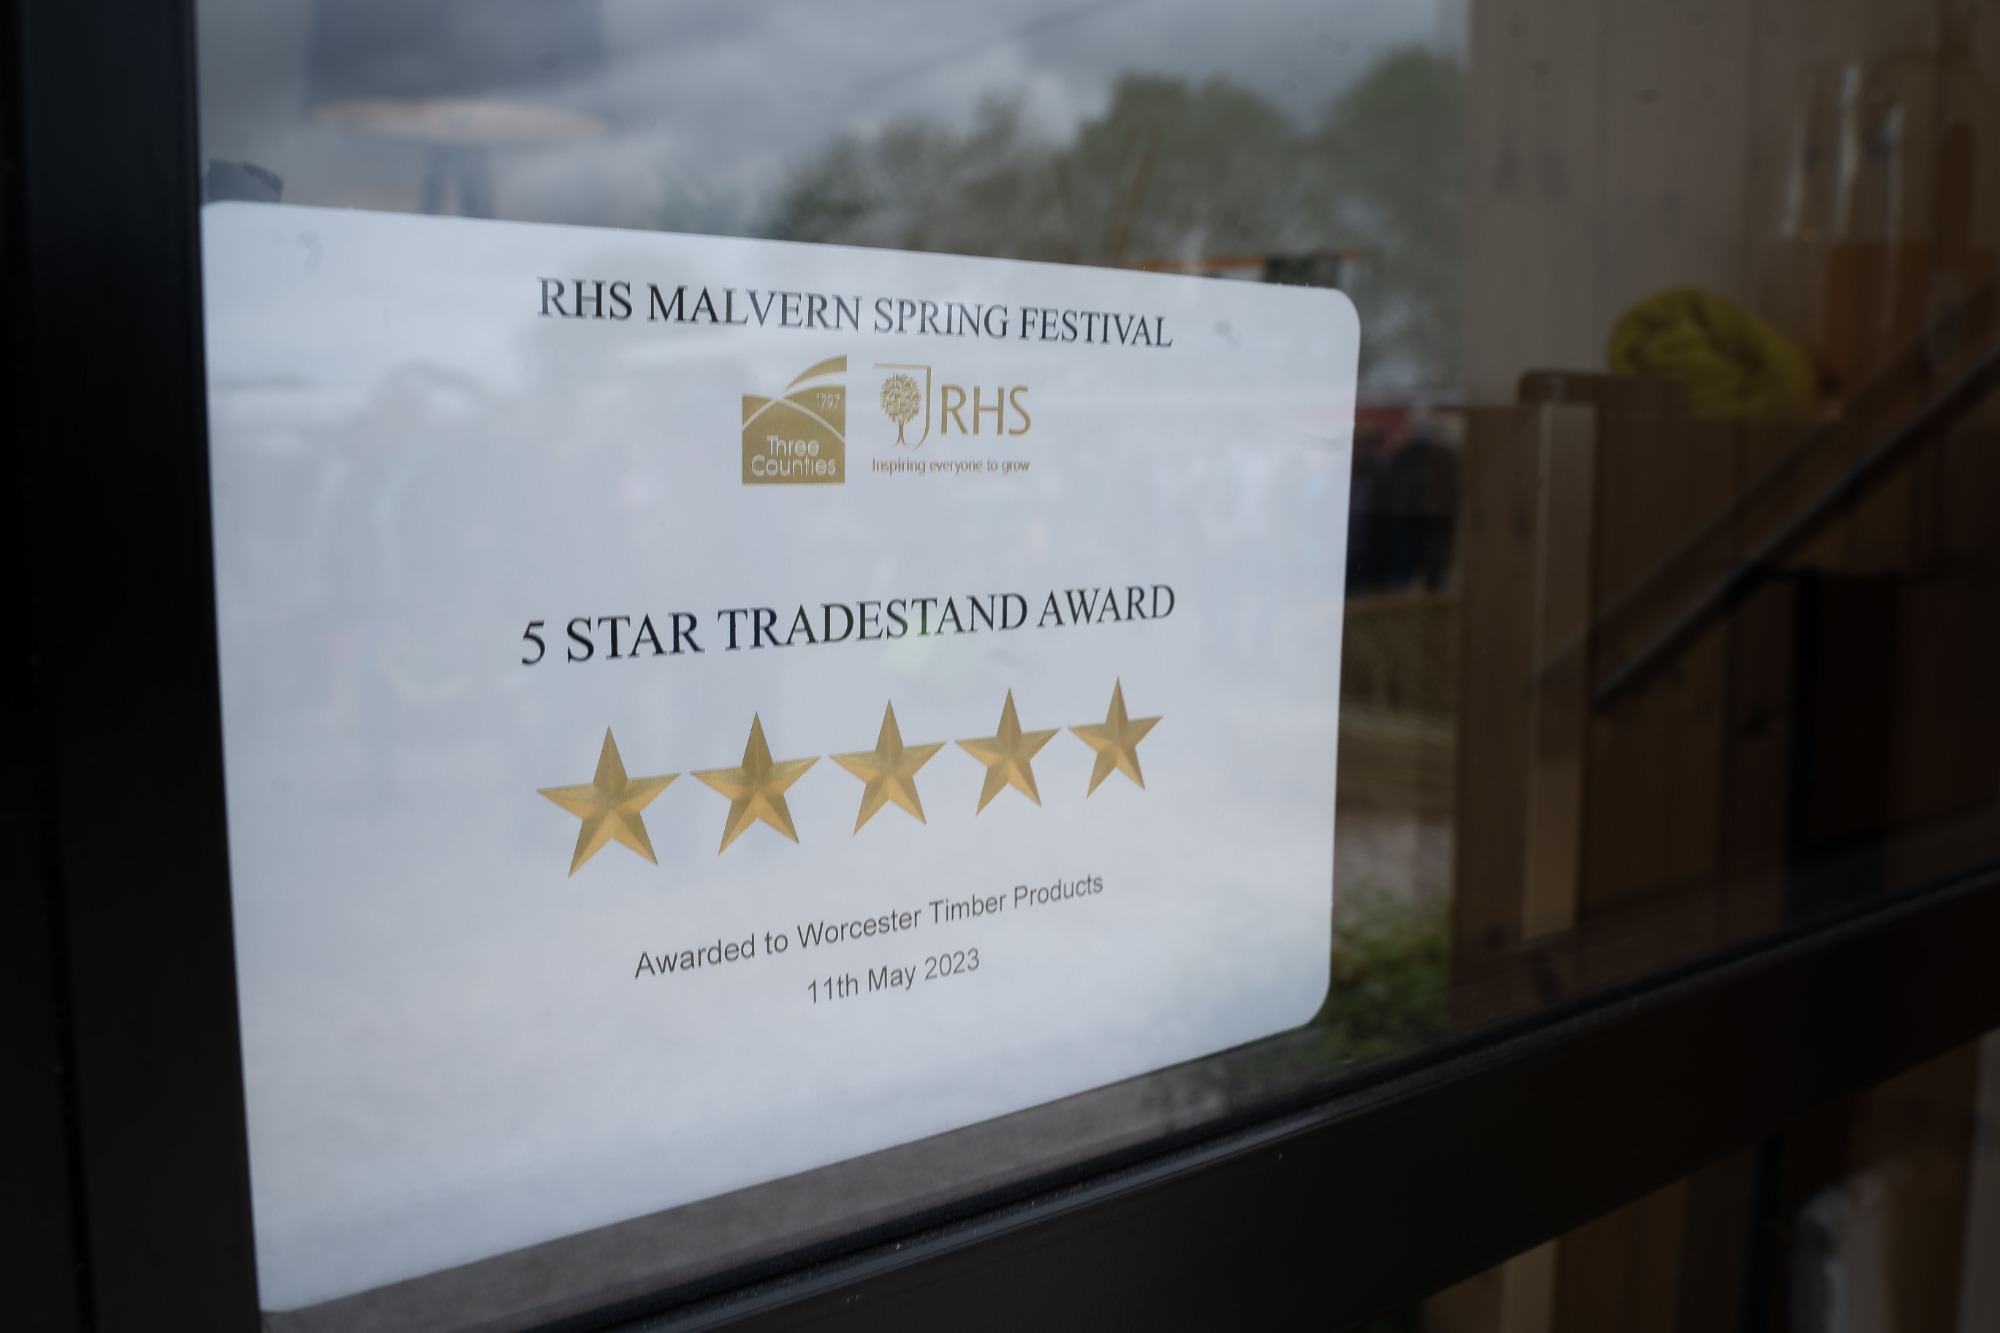 RHS MALVERN SPRING FESTIVAL
1797
Three
Counties
RHS
Inspiring everyone to grow
5 STAR TRADESTAND AWARD
Awarded to Worcester Timber Products
11th May 2023